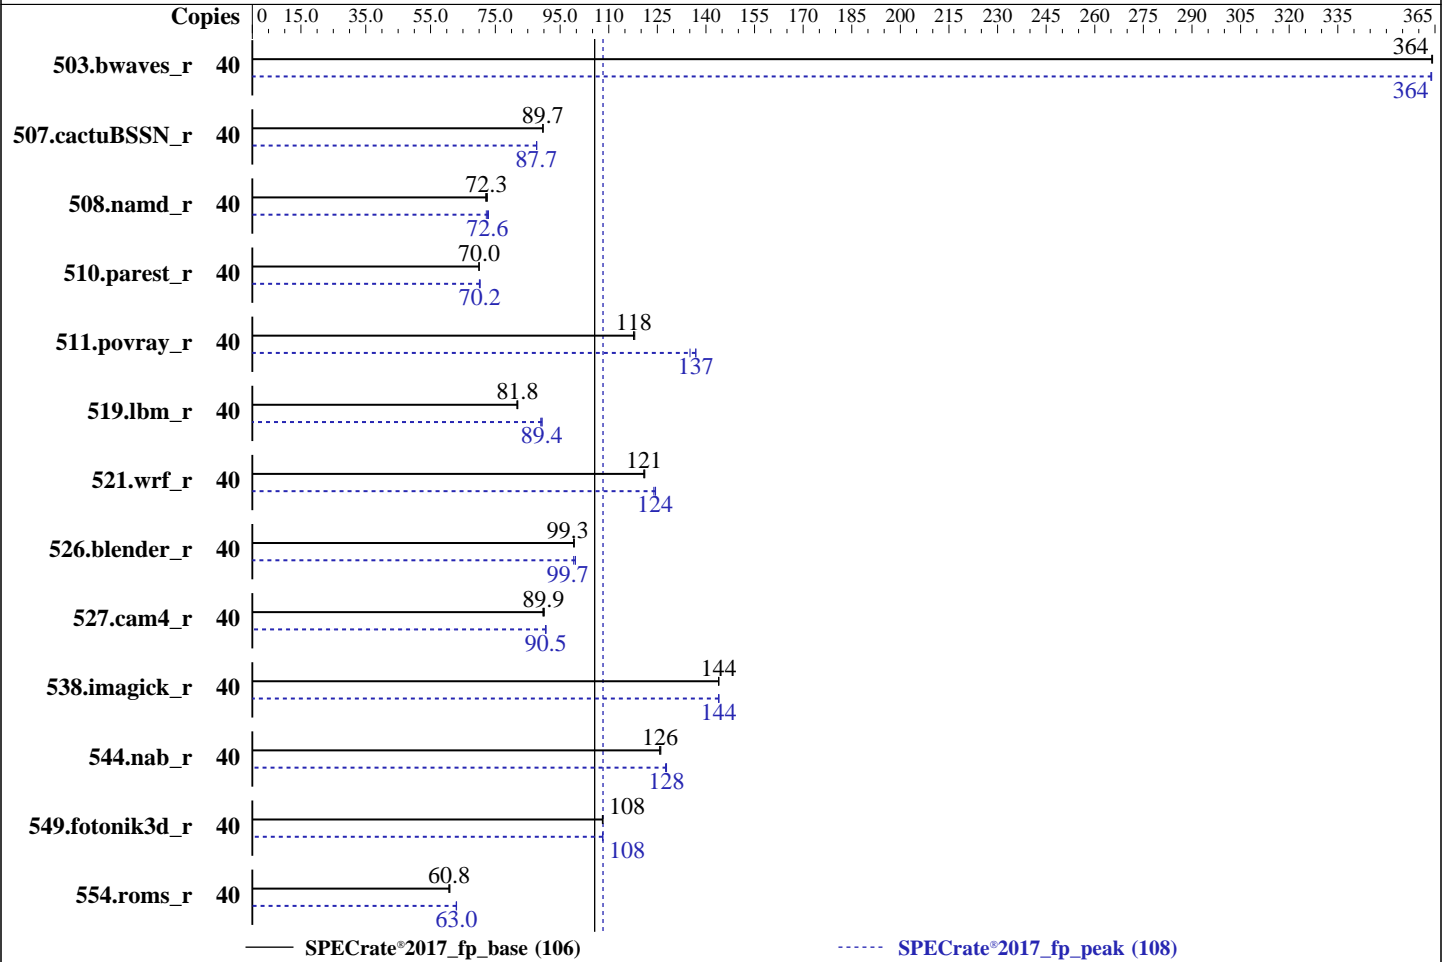 Copies 0 15.0 35.0 55.0 75.0 95.0 110 125 140 155 170 185 200 215 230 245 260 275 290 305 320 335 365
364
503.bwaves_r 40
364
89.7
507.cactuBSSN_r 40
87.7
72.3
508.namd_r 40
72.6
70.0
510.parest_r 40
70.2
118
511.povray_r 40
137
81.8
519.lbm_r 40
89.4
121
521.wrf_r 40
124
99.3
526.blender_r 40
99.7
89.9
527.cam4_r 40
90.5
144
538.imagick_r 40
144
126
544.nab_r 40
128
108
549.fotonik3d_r 40
108
60.8
554.roms_r 40
63.0
SPECrate®2017_fp_base (106) SPECrate®2017_fp_peak (108)